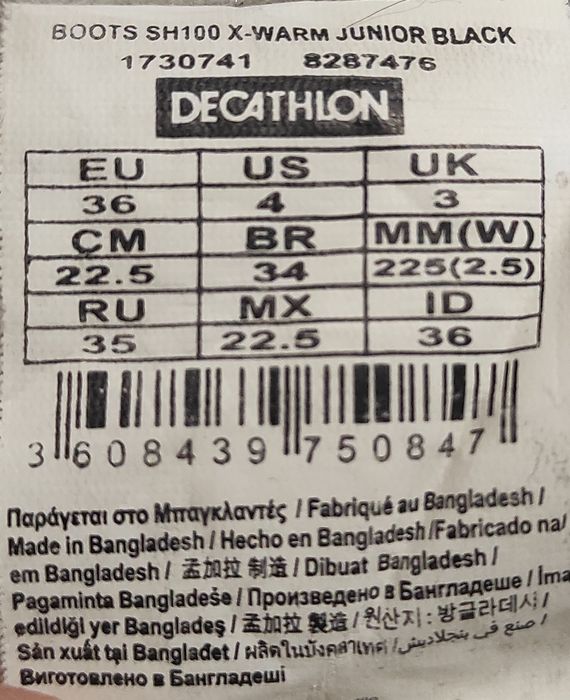 BOOTS SH100 X-WARM JUNIOR BLACK
1730741 8287476
DECATHLON
EU US UK
36 4 3
CM BR MM(W)
22.5 34 225(2.5)
RU MX ID
35 22.5 36
3 608439 750847
Παράγεται στο Μπαγκλαντές / Fabriqué au Bangladesh /
Made in Bangladesh / Hecho en Bangladesh /Fabricado na/
em Bangladesh / 孟加拉 制造 / Dibuat Bangladesh /
Pagaminta Bangladeše / Произведено в Бангладеше / İma
edildiği yer Bangladeş / 孟加拉 製造 / 원산지 : 방글라데시 /
Sản xuất tại Banglađet / ผลิตในบังคลาเทศ / صنع في بنجلاديش /
Виготовлено в Бангладеші